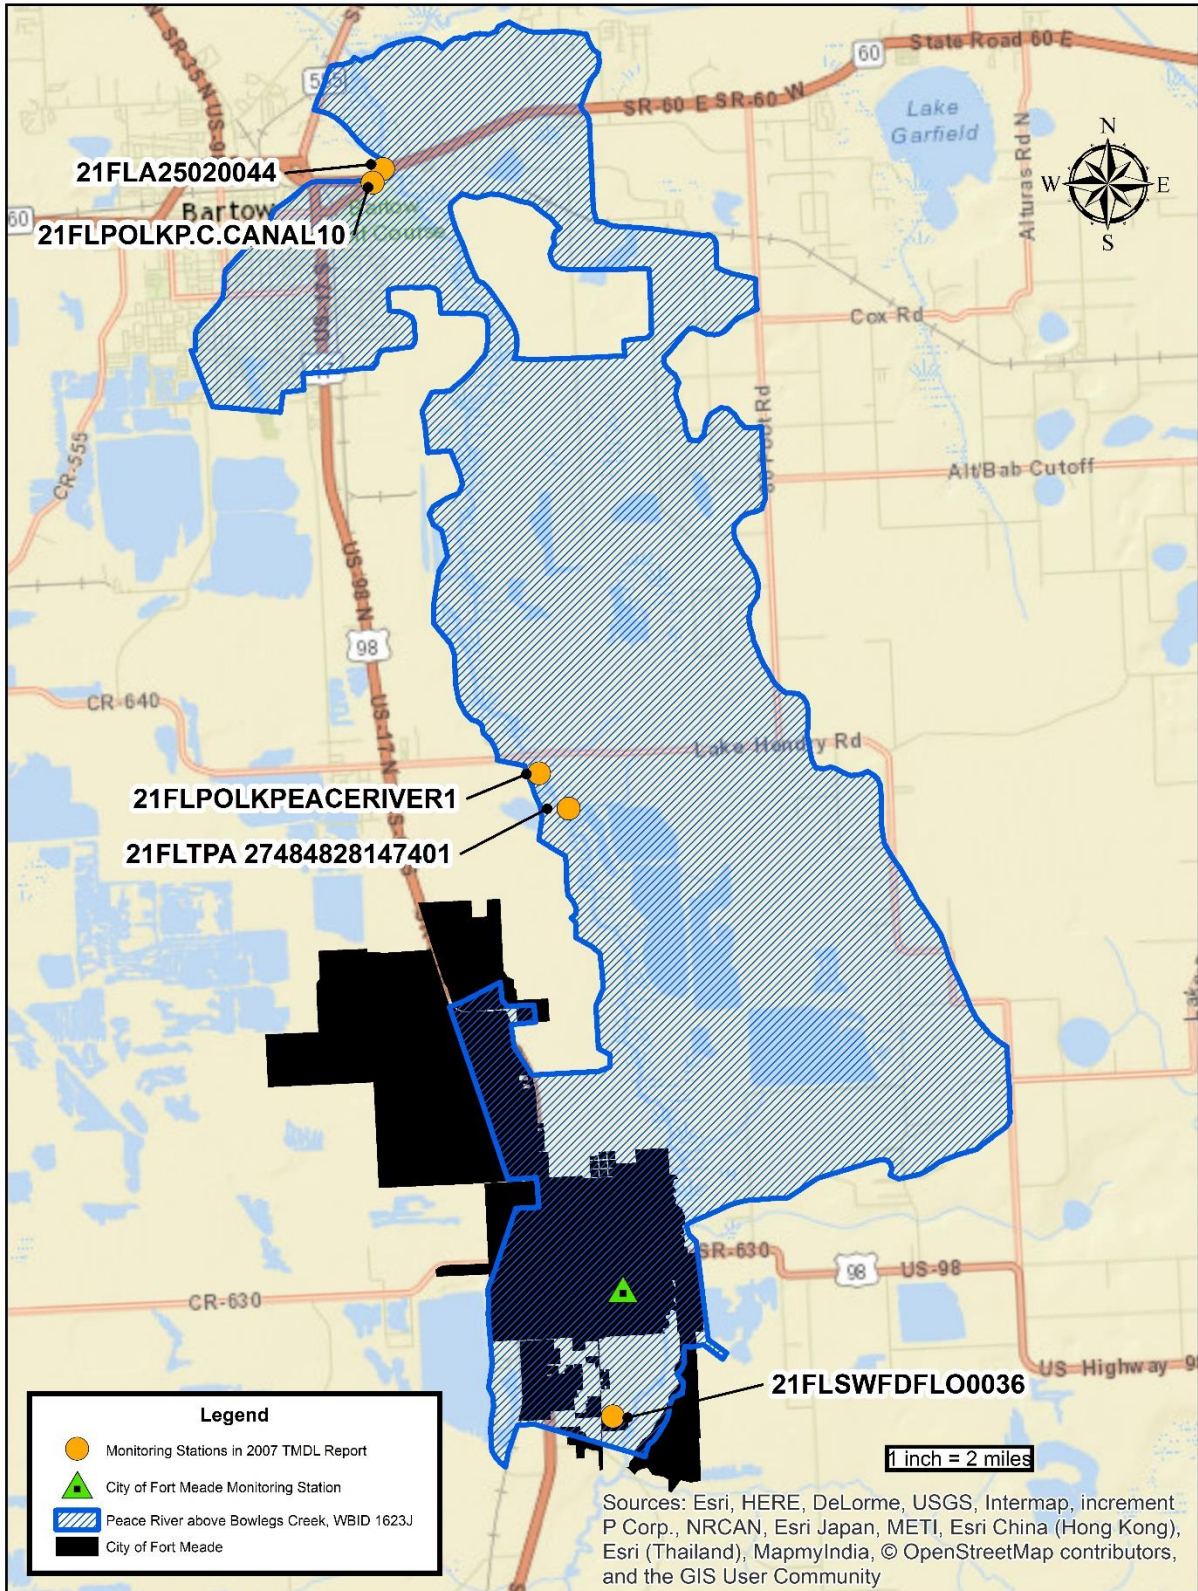 State Road 60 E
60
555
SR-60 E SR-60 W
Lake
Garfield
Alturas Rd N
N
W E
S
21FLA25020044
60
Bartow
21FLPOLKP.C.CANAL10
Cox Rd
CR-555
Alt/Bab Cutoff
US-98 N
98
US-17 N
CR-640
Lake Hendry Rd
21FLPOLKPEACERIVER1
21FLTPA 27484828147401
SR-630
98
US-98
CR-630
US Highway 98
21FLSWFDFLO0036
1 inch = 2 miles
Legend
Monitoring Stations in 2007 TMDL Report
City of Fort Meade Monitoring Station
Peace River above Bowlegs Creek, WBID 1623J
City of Fort Meade
Sources: Esri, HERE, DeLorme, USGS, Intermap, increment
P Corp., NRCAN, Esri Japan, METI, Esri China (Hong Kong),
Esri (Thailand), MapmyIndia, © OpenStreetMap contributors,
and the GIS User Community